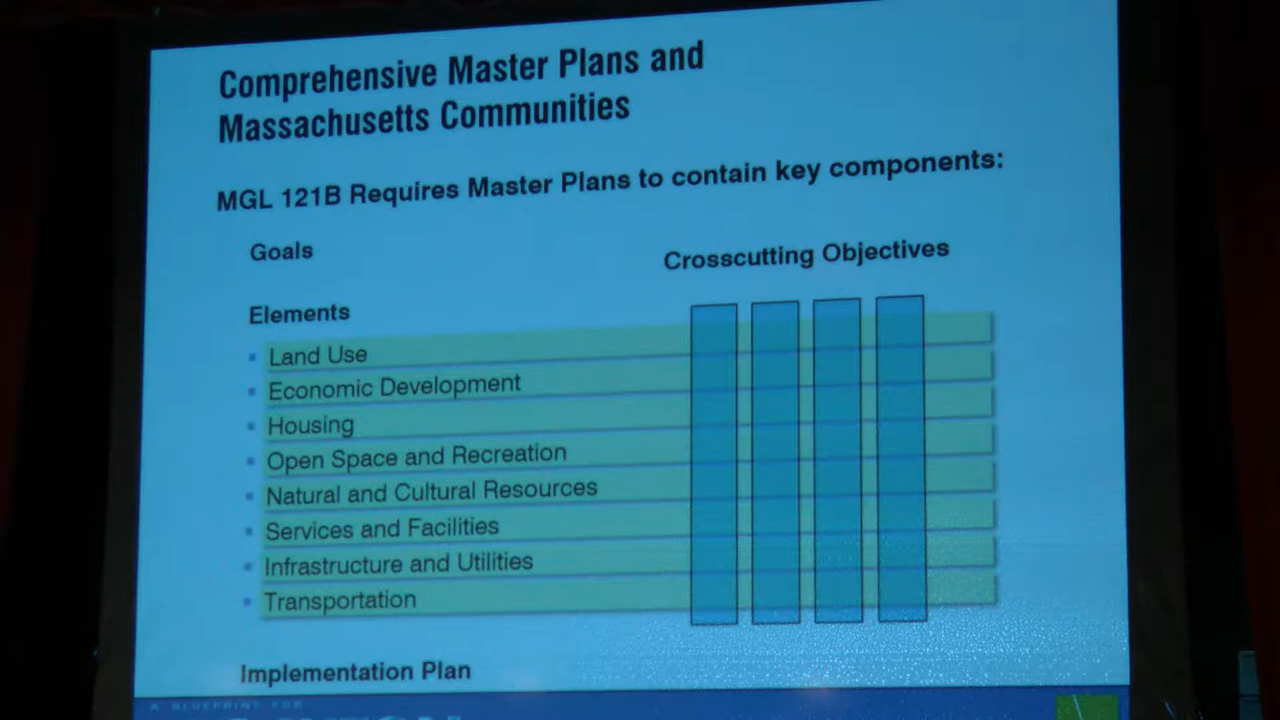 Comprehensive Master Plans and
Massachusetts Communities
MGL 121B Requires Master Plans to contain key components:
Goals
Crosscutting Objectives
Elements
Land Use
Economic Development
Housing
Open Space and Recreation
Natural and Cultural Resources
Services and Facilities
Infrastructure and Utilities
Transportation
Implementation Plan
A BLUEPRINT FOR